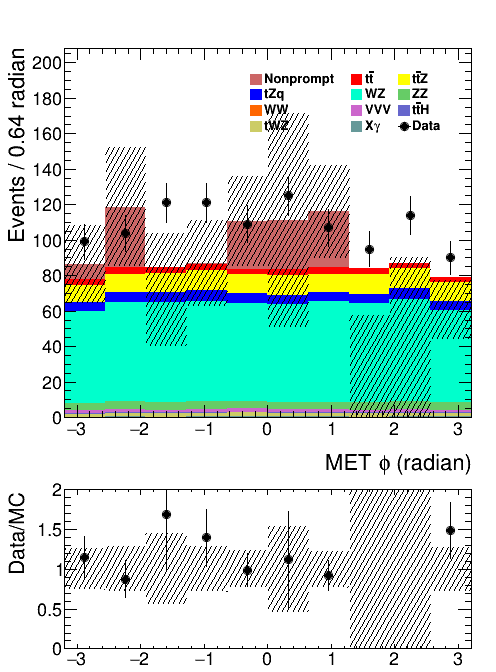 Events / 0.64 radian
200
180
160
140
120
100
80
60
40
20
0
Nonprompt tt̄ tt̄Z
tZq WZ ZZ
WW VVV tt̄H
tWZ Xγ Data
−3 −2 −1 0 1 2 3
MET ϕ (radian)
Data/MC
2
1.5
1
0.5
0
−3 −2 −1 0 1 2 3